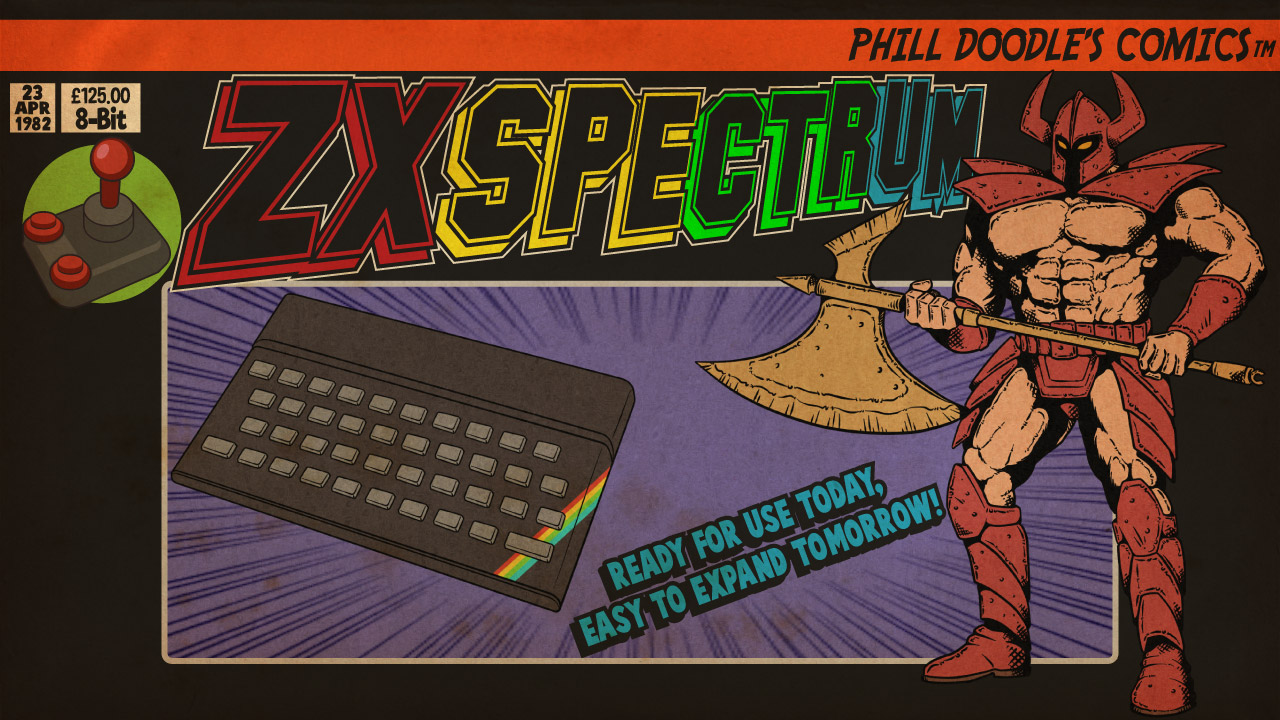 PHILL DOODLE'S COMICS™
23
APR
1982
£125.00
8-Bit
ZX SPECTRUM
READY FOR USE TODAY,
EASY TO EXPAND TOMORROW!